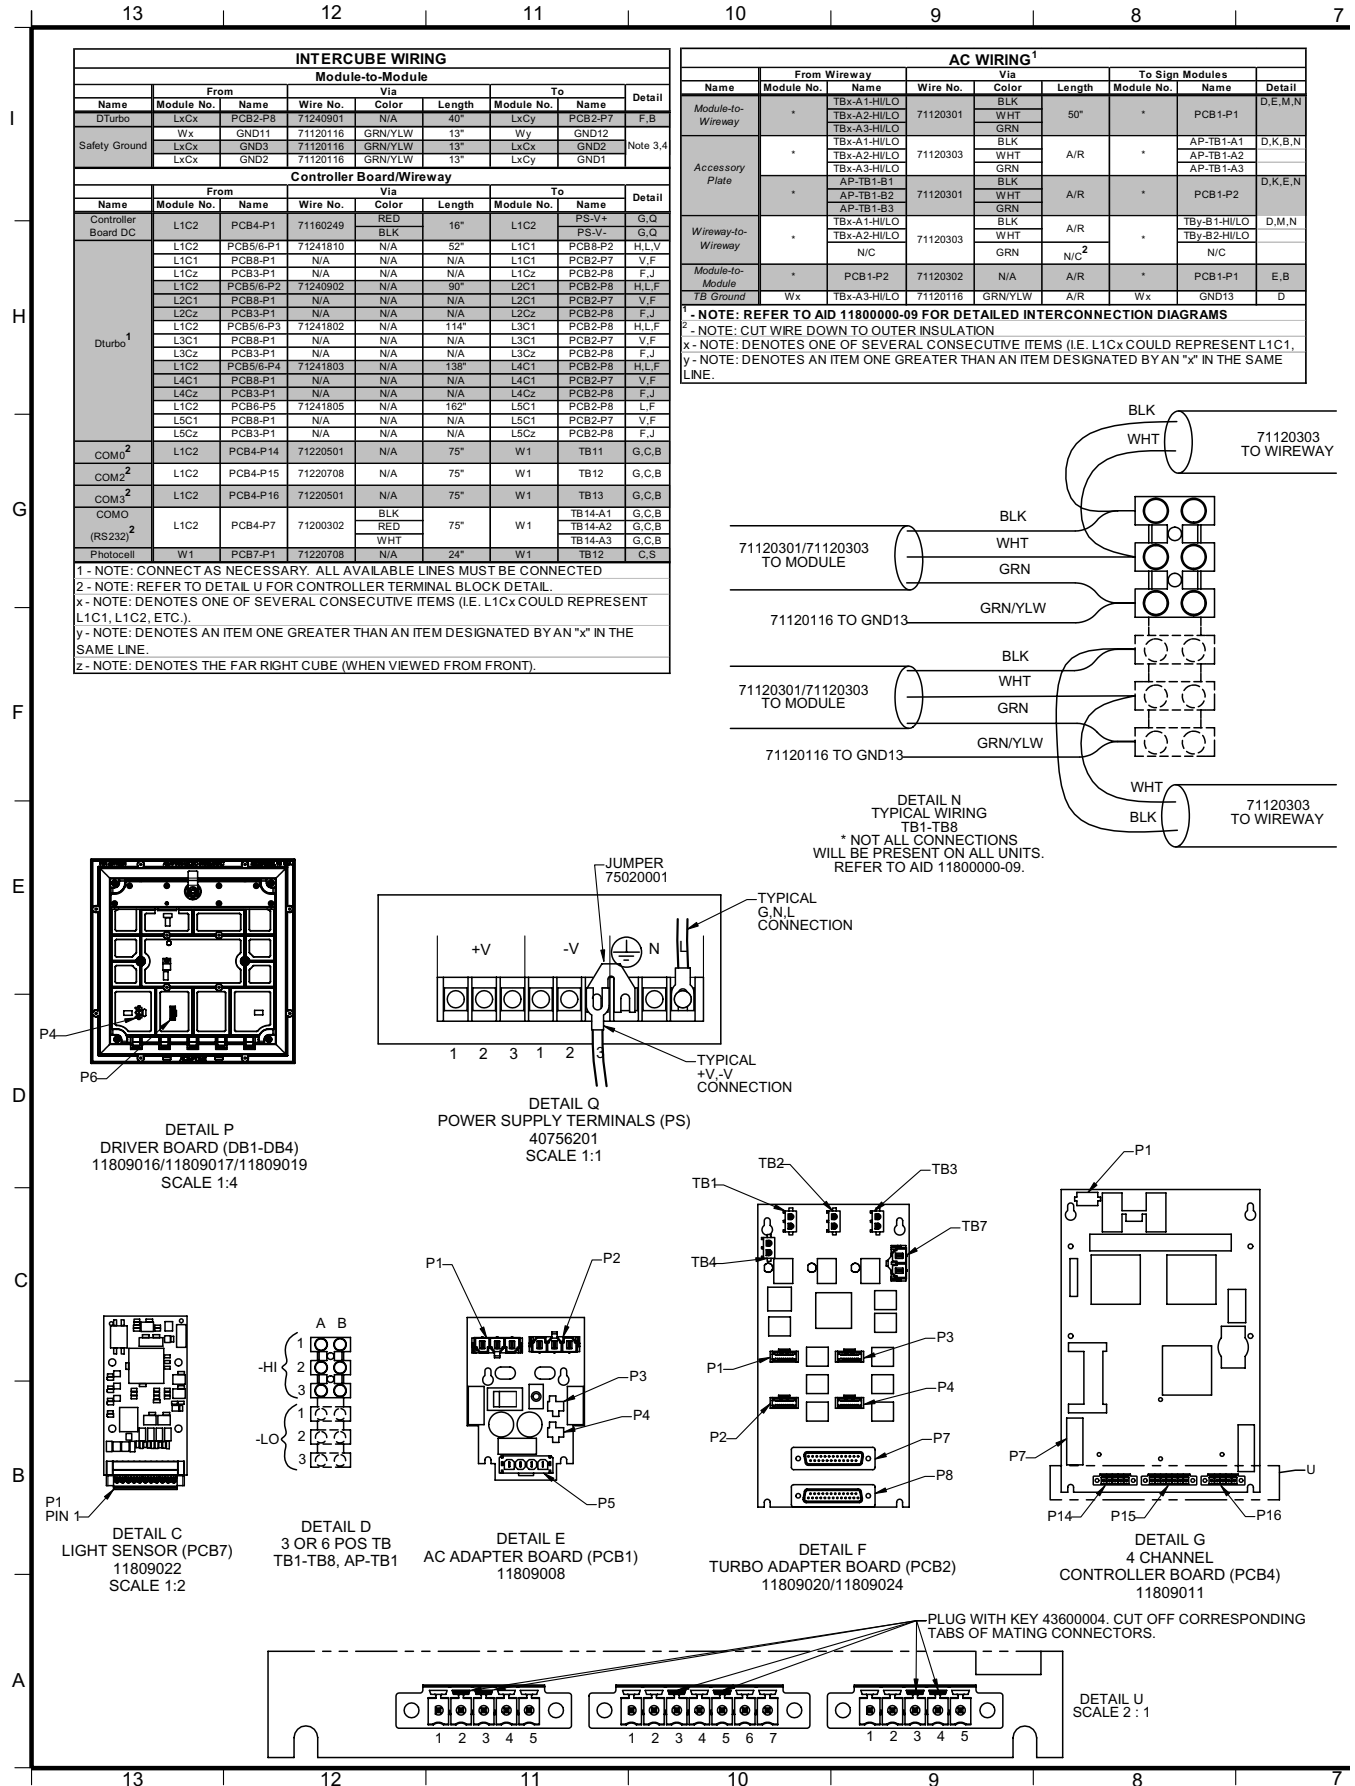 13 12 11 10 9 8 7
INTERCUBE WIRING
Module-to-Module
From Via To Detail
Name Module No. Name Wire No. Color Length Module No. Name
DTurbo LxCx PCB2-P8 71240901 N/A 40" LxCy PCB2-P7 F,B
Safety Ground Wx GND11 71120116 GRN/YLW 13" Wy GND12 Note 3,4
LxCx GND3 71120116 GRN/YLW 13" LxCx GND2
LxCx GND2 71120116 GRN/YLW 13" LxCy GND1
Controller Board/Wireway
From Via To Detail
Name Module No. Name Wire No. Color Length Module No. Name
Controller Board DC L1C2 PCB4-P1 71160249 RED 16" L1C2 PS-V+ G,Q
BLK PS-V- G,Q
Dturbo1
L1C2 PCB5/6-P1 71241810 N/A 52" L1C1 PCB8-P2 H,L,V
L1C1 PCB8-P1 N/A N/A N/A L1C1 PCB2-P7 V,F
L1Cz PCB3-P1 N/A N/A N/A L1Cz PCB2-P8 F,J
L1C2 PCB5/6-P2 71240902 N/A 90" L2C1 PCB2-P8 H,L,F
L2C1 PCB8-P1 N/A N/A N/A L2C1 PCB2-P7 V,F
L2Cz PCB3-P1 N/A N/A N/A L2Cz PCB2-P8 F,J
L1C2 PCB5/6-P3 71241802 N/A 114" L3C1 PCB2-P8 H,L,F
L3C1 PCB8-P1 N/A N/A N/A L3C1 PCB2-P7 V,F
L3Cz PCB3-P1 N/A N/A N/A L3Cz PCB2-P8 F,J
L1C2 PCB5/6-P4 71241803 N/A 138" L4C1 PCB2-P8 H,L,F
L4C1 PCB8-P1 N/A N/A N/A L4C1 PCB2-P7 V,F
L4Cz PCB3-P1 N/A N/A N/A L4Cz PCB2-P8 F,J
L1C2 PCB6-P5 71241805 N/A 162" L5C1 PCB2-P8 L,F
L5C1 PCB8-P1 N/A N/A N/A L5C1 PCB2-P7 V,F
L5Cz PCB3-P1 N/A N/A N/A L5Cz PCB2-P8 F,J
COM02 L1C2 PCB4-P14 71220501 N/A 75" W1 TB11 G,C,B
COM22 L1C2 PCB4-P15 71220708 N/A 75" W1 TB12 G,C,B
COM32 L1C2 PCB4-P16 71220501 N/A 75" W1 TB13 G,C,B
COMO (RS232)2 L1C2 PCB4-P7 71200302 BLK 75" W1 TB14-A1 G,C,B
RED TB14-A2 G,C,B
WHT TB14-A3 G,C,B
Photocell W1 PCB7-P1 71220708 N/A 24" W1 TB12 C,S
1 - NOTE: CONNECT AS NECESSARY. ALL AVAILABLE LINES MUST BE CONNECTED
2 - NOTE: REFER TO DETAIL U FOR CONTROLLER TERMINAL BLOCK DETAIL.
x - NOTE: DENOTES ONE OF SEVERAL CONSECUTIVE ITEMS (I.E. L1Cx COULD REPRESENT
L1C1, L1C2, ETC.).
y - NOTE: DENOTES AN ITEM ONE GREATER THAN AN ITEM DESIGNATED BY AN "x" IN THE
SAME LINE.
z - NOTE: DENOTES THE FAR RIGHT CUBE (WHEN VIEWED FROM FRONT).
AC WIRING1
From Wireway Via To Sign Modules
Name Module No. Name Wire No. Color Length Module No. Name Detail
Module-to-Wireway * TBx-A1-HI/LO 71120301 BLK 50" * PCB1-P1 D,E,M,N
TBx-A2-HI/LO WHT
TBx-A3-HI/LO GRN
Accessory Plate * TBx-A1-HI/LO 71120303 BLK A/R * AP-TB1-A1 D,K,B,N
TBx-A2-HI/LO WHT AP-TB1-A2
TBx-A3-HI/LO GRN AP-TB1-A3
* AP-TB1-B1 71120301 BLK A/R * PCB1-P2 D,K,E,N
AP-TB1-B2 WHT
AP-TB1-B3 GRN
Wireway-to-Wireway * TBx-A1-HI/LO 71120303 BLK A/R * TBy-B1-HI/LO D,M,N
TBx-A2-HI/LO WHT TBy-B2-HI/LO
N/C GRN N/C2 N/C
Module-to-Module * PCB1-P2 71120302 N/A A/R * PCB1-P1 E,B
TB Ground Wx TBx-A3-HI/LO 71120116 GRN/YLW A/R Wx GND13 D
1 - NOTE: REFER TO AID 11800000-09 FOR DETAILED INTERCONNECTION DIAGRAMS
2 - NOTE: CUT WIRE DOWN TO OUTER INSULATION
x - NOTE: DENOTES ONE OF SEVERAL CONSECUTIVE ITEMS (I.E. L1Cx COULD REPRESENT L1C1,
y - NOTE: DENOTES AN ITEM ONE GREATER THAN AN ITEM DESIGNATED BY AN "x" IN THE SAME
LINE.
I
H
G
F
E
D
C
B
A
BLK
WHT
71120303
TO WIREWAY
BLK
71120301/71120303
TO MODULE
WHT
GRN
GRN/YLW
71120116 TO GND13
BLK
WHT
71120301/71120303
TO MODULE
GRN
GRN/YLW
71120116 TO GND13
WHT
BLK
71120303
TO WIREWAY
DETAIL N
TYPICAL WIRING
TB1-TB8
* NOT ALL CONNECTIONS
WILL BE PRESENT ON ALL UNITS.
REFER TO AID 11800000-09.
P4
P6
DETAIL P
DRIVER BOARD (DB1-DB4)
11809016/11809017/11809019
SCALE 1:4
JUMPER
75020001
TYPICAL
G,N,L
CONNECTION
+V -V N L
1 2 3 1 2 3
TYPICAL
+V,-V
CONNECTION
DETAIL Q
POWER SUPPLY TERMINALS (PS)
40756201
SCALE 1:1
P1
PIN 1
DETAIL C
LIGHT SENSOR (PCB7)
11809022
SCALE 1:2
A B
1
-HI 2
3
1
-LO 2
3
DETAIL D
3 OR 6 POS TB
TB1-TB8, AP-TB1
P1
P2
P3
P4
P5
DETAIL E
AC ADAPTER BOARD (PCB1)
11809008
TB1
TB2
TB3
TB4
TB7
P1
P3
P2
P4
P7
P8
DETAIL F
TURBO ADAPTER BOARD (PCB2)
11809020/11809024
P1
P7
U
P14
P15
P16
DETAIL G
4 CHANNEL
CONTROLLER BOARD (PCB4)
11809011
PLUG WITH KEY 43600004. CUT OFF CORRESPONDING
TABS OF MATING CONNECTORS.
1 2 3 4 5
1 2 3 4 5 6 7
1 2 3 4 5
DETAIL U
SCALE 2 : 1
13 12 11 10 9 8 7